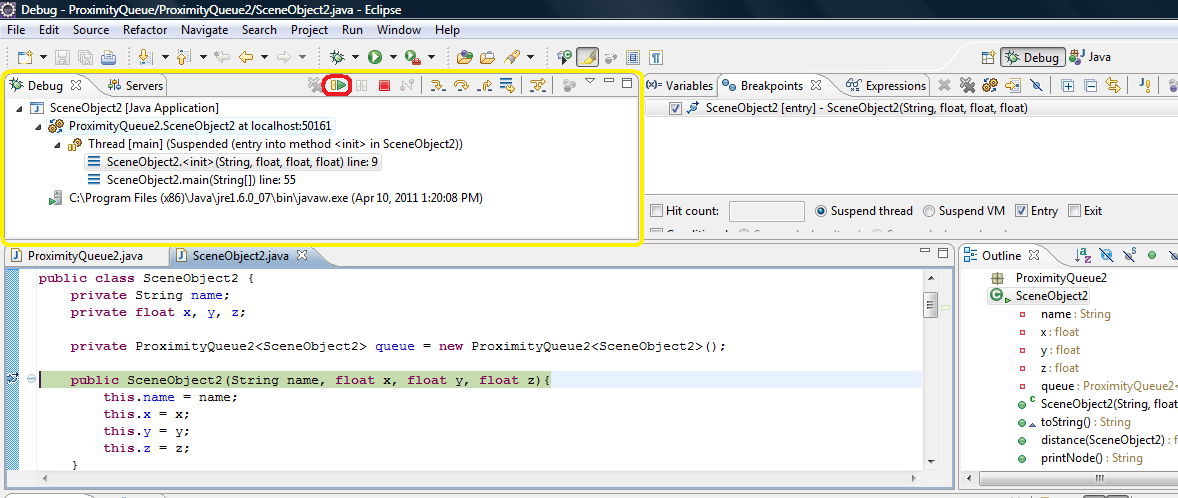 Debug - ProximityQueue/ProximityQueue2/SceneObject2.java - Eclipse
File Edit Source Refactor Navigate Search Project Run Window Help
Debug Java
Debug Servers
SceneObject2 [Java Application]
ProximityQueue2.SceneObject2 at localhost:50161
Thread [main] (Suspended (entry into method <init> in SceneObject2))
SceneObject2.<init>(String, float, float, float) line: 9
SceneObject2.main(String[]) line: 55
C:\Program Files (x86)\Java\jre1.6.0_07\bin\javaw.exe (Apr 10, 2011 1:20:08 PM)
(x)= Variables Breakpoints Expressions
SceneObject2 [entry] - SceneObject2(String, float, float, float)
Hit count: Suspend thread Suspend VM Entry Exit
ProximityQueue2.java SceneObject2.java
public class SceneObject2 {
private String name;
private float x, y, z;
private ProximityQueue2<SceneObject2> queue = new ProximityQueue2<SceneObject2>();
public SceneObject2(String name, float x, float y, float z){
this.name = name;
this.x = x;
this.y = y;
this.z = z;
}
Outline
ProximityQueue2
SceneObject2
name : String
x : float
y : float
z : float
queue : ProximityQueue2<
SceneObject2(String, float
toString() : String
distance(SceneObject2) : f
printNode() : String